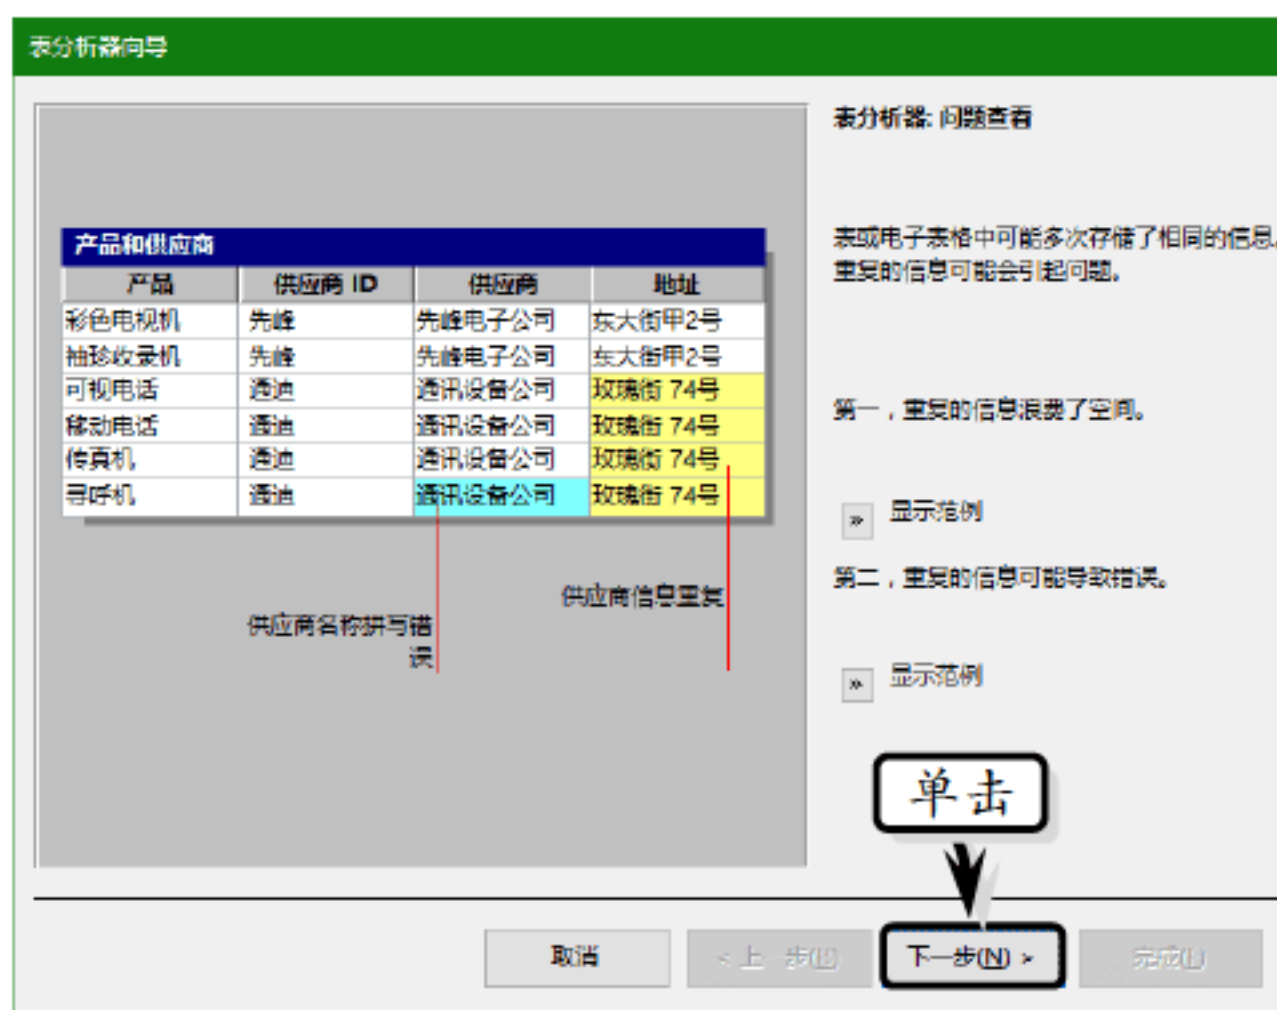 表分析器向导
表分析器: 问题查看
表或电子表格中可能多次存储了相同的信息。
重复的信息可能会引起问题。
产品和供应商
产品 供应商 ID 供应商 地址
彩色电视机 先峰 先峰电子公司 东大街甲2号
袖珍收录机 先峰 先峰电子公司 东大街甲2号
可视电话 通迪 通讯设备公司 玫瑰街 74号
移动电话 通迪 通讯设备公司 玫瑰街 74号
传真机 通迪 通讯设备公司 玫瑰街 74号
寻呼机 通迪 通讯设备公司 玫瑰街 74号
供应商信息重复
供应商名称拼写错
误
第一，重复的信息浪费了空间。
» 显示范例
第二，重复的信息可能导致错误。
» 显示范例
单击
取消 < 上一步(B) 下一步(N) > 完成(F)